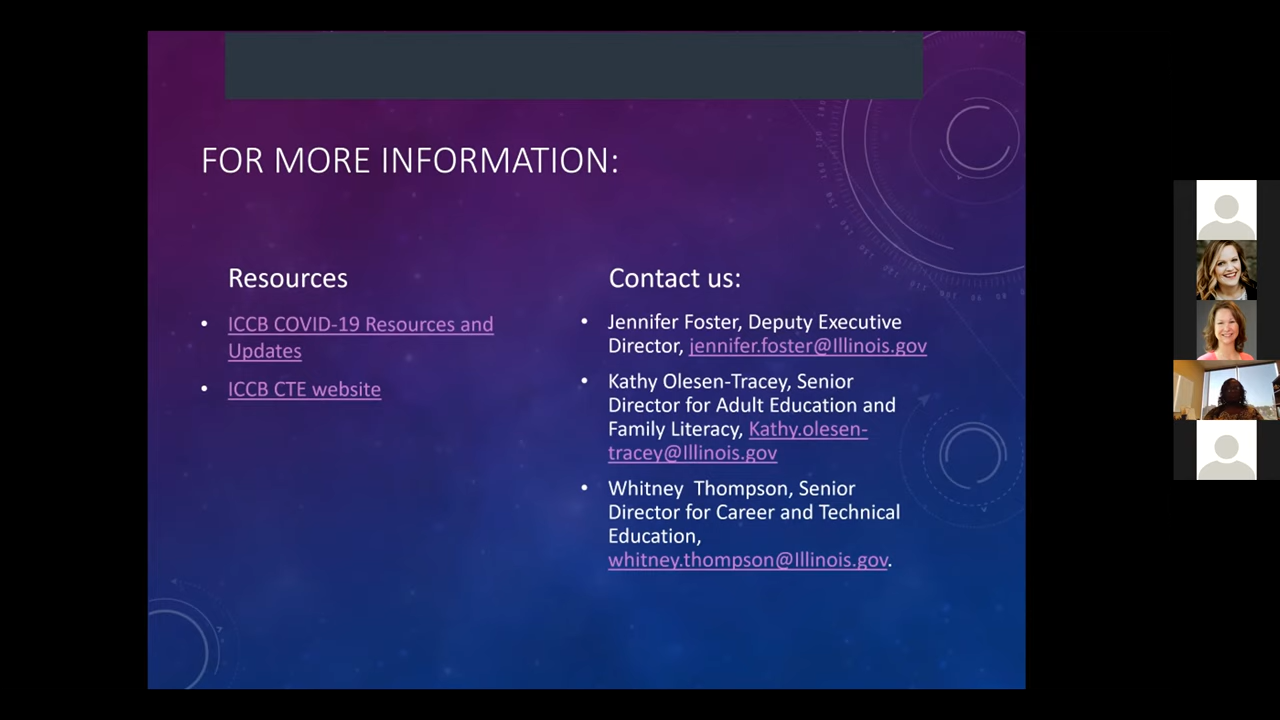 FOR MORE INFORMATION:
Resources
• ICCB COVID-19 Resources and
Updates
• ICCB CTE website
Contact us:
• Jennifer Foster, Deputy Executive
Director, jennifer.foster@Illinois.gov
• Kathy Olesen-Tracey, Senior
Director for Adult Education and
Family Literacy, Kathy.olesen-
tracey@Illinois.gov
• Whitney  Thompson, Senior
Director for Career and Technical
Education,
whitney.thompson@Illinois.gov.